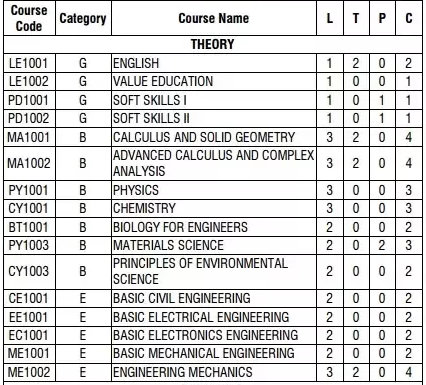 Course Code Category Course Name L T P C
THEORY
LE1001 G ENGLISH 1 2 0 2
LE1002 G VALUE EDUCATION 1 0 0 1
PD1001 G SOFT SKILLS I 1 0 1 1
PD1002 G SOFT SKILLS II 1 0 1 1
MA1001 B CALCULUS AND SOLID GEOMETRY 3 2 0 4
MA1002 B ADVANCED CALCULUS AND COMPLEX ANALYSIS 3 2 0 4
PY1001 B PHYSICS 3 0 0 3
CY1001 B CHEMISTRY 3 0 0 3
BT1001 B BIOLOGY FOR ENGINEERS 2 0 0 2
PY1003 B MATERIALS SCIENCE 2 0 2 3
CY1003 B PRINCIPLES OF ENVIRONMENTAL SCIENCE 2 0 0 2
CE1001 E BASIC CIVIL ENGINEERING 2 0 0 2
EE1001 E BASIC ELECTRICAL ENGINEERING 2 0 0 2
EC1001 E BASIC ELECTRONICS ENGINEERING 2 0 0 2
ME1001 E BASIC MECHANICAL ENGINEERING 2 0 0 2
ME1002 E ENGINEERING MECHANICS 3 2 0 4